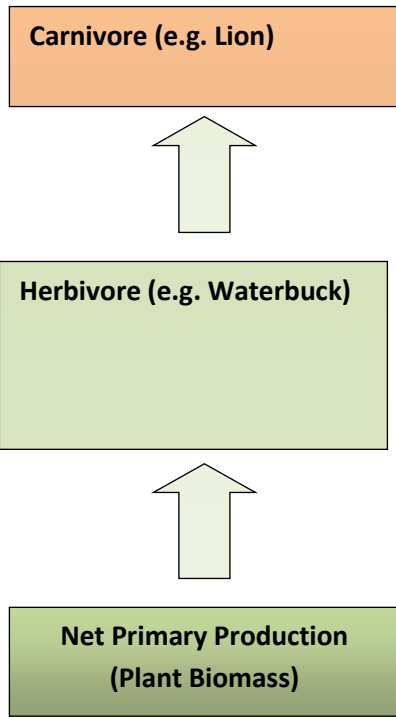 Carnivore (e.g. Lion)
Herbivore (e.g. Waterbuck)
Net Primary Production
(Plant Biomass)